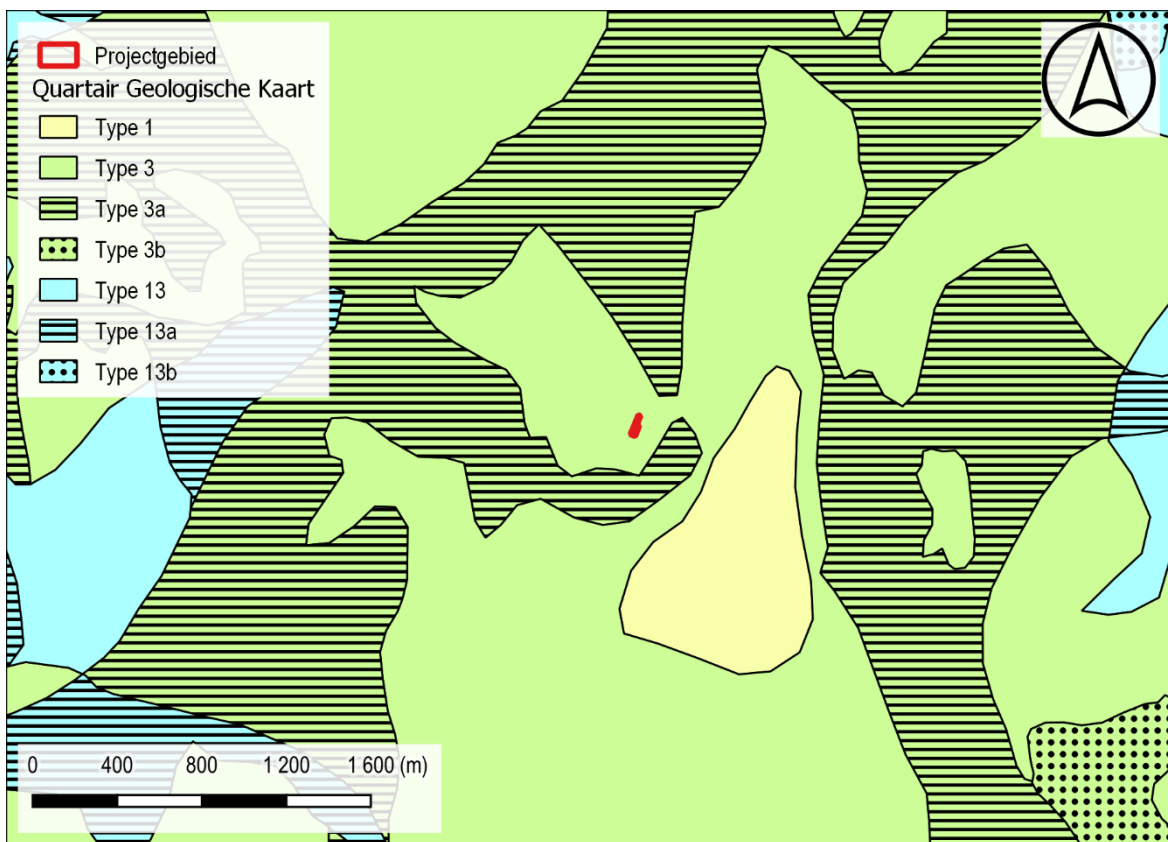 Projectgebied
Quartair Geologische Kaart
Type 1
Type 3
Type 3a
Type 3b
Type 13
Type 13a
Type 13b
0 400 800 1 200 1 600 (m)